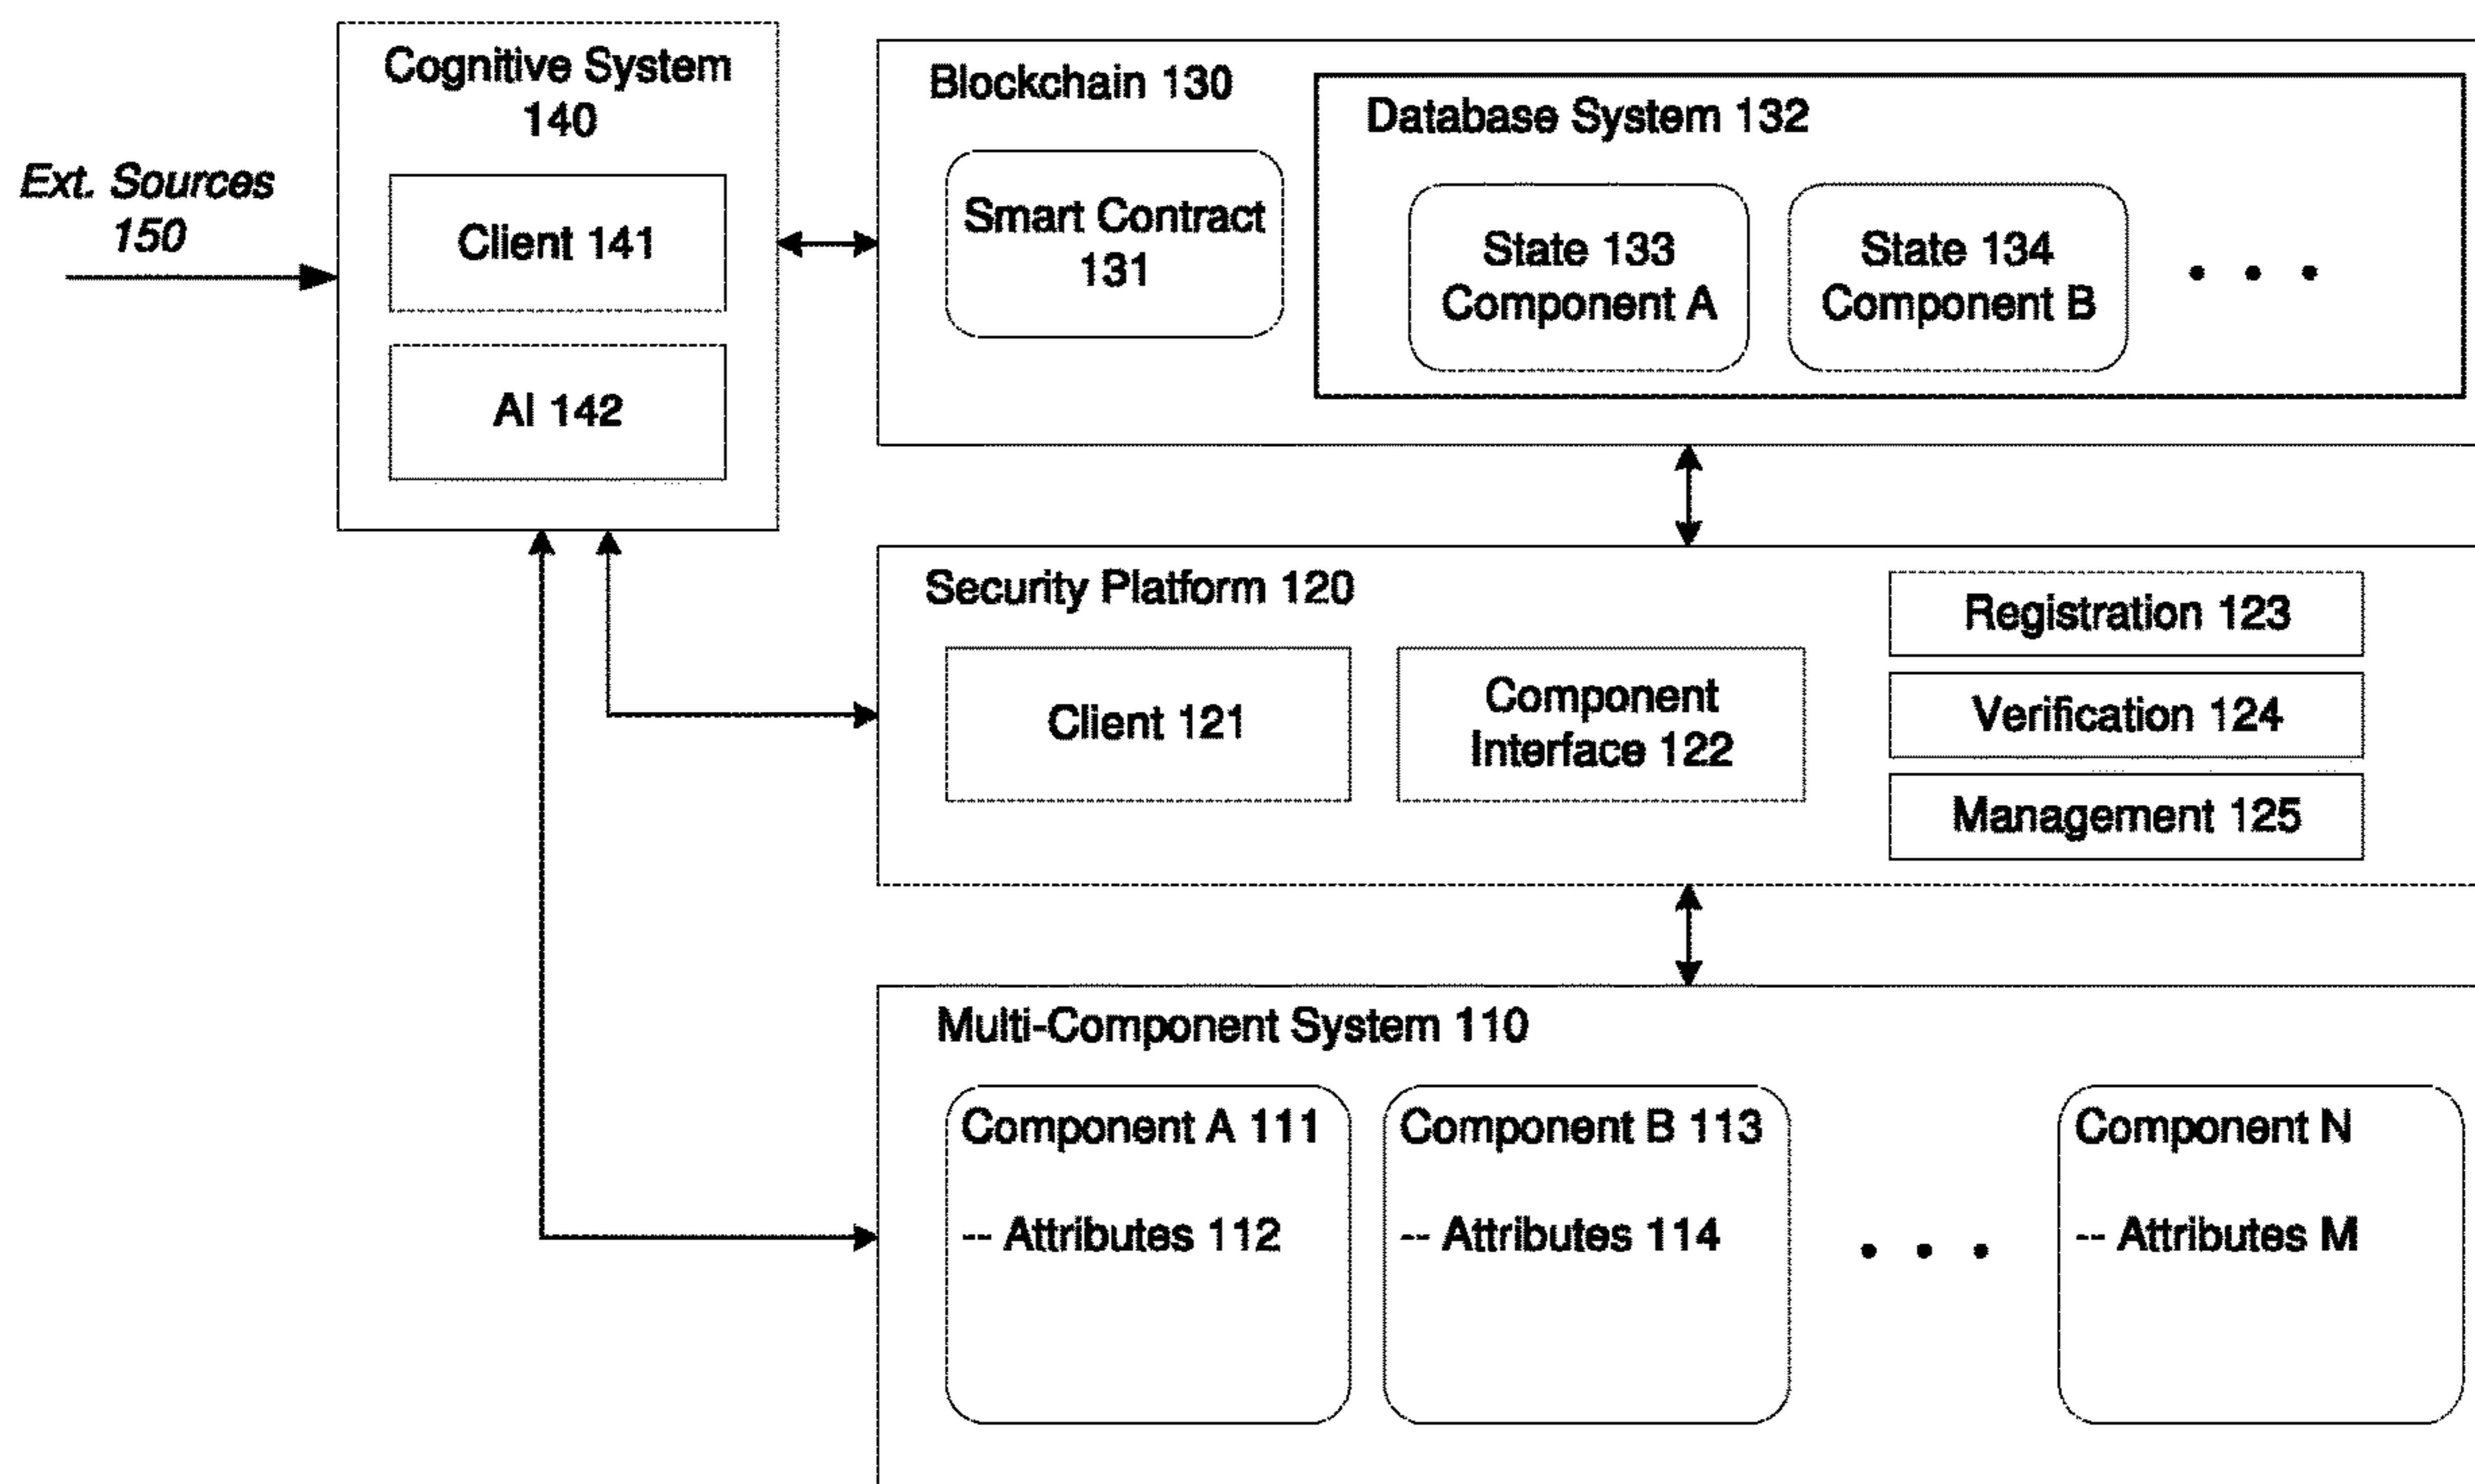 Cognitive System
140
Ext. Sources
150
Client 141
AI 142
Blockchain 130
Smart Contract
131
Database System 132
State 133
Component A
State 134
Component B
. . .
Security Platform 120
Client 121
Component
Interface 122
Registration 123
Verification 124
Management 125
Multi-Component System 110
Component A 111
-- Attributes 112
Component B 113
-- Attributes 114
. . .
Component N
-- Attributes M